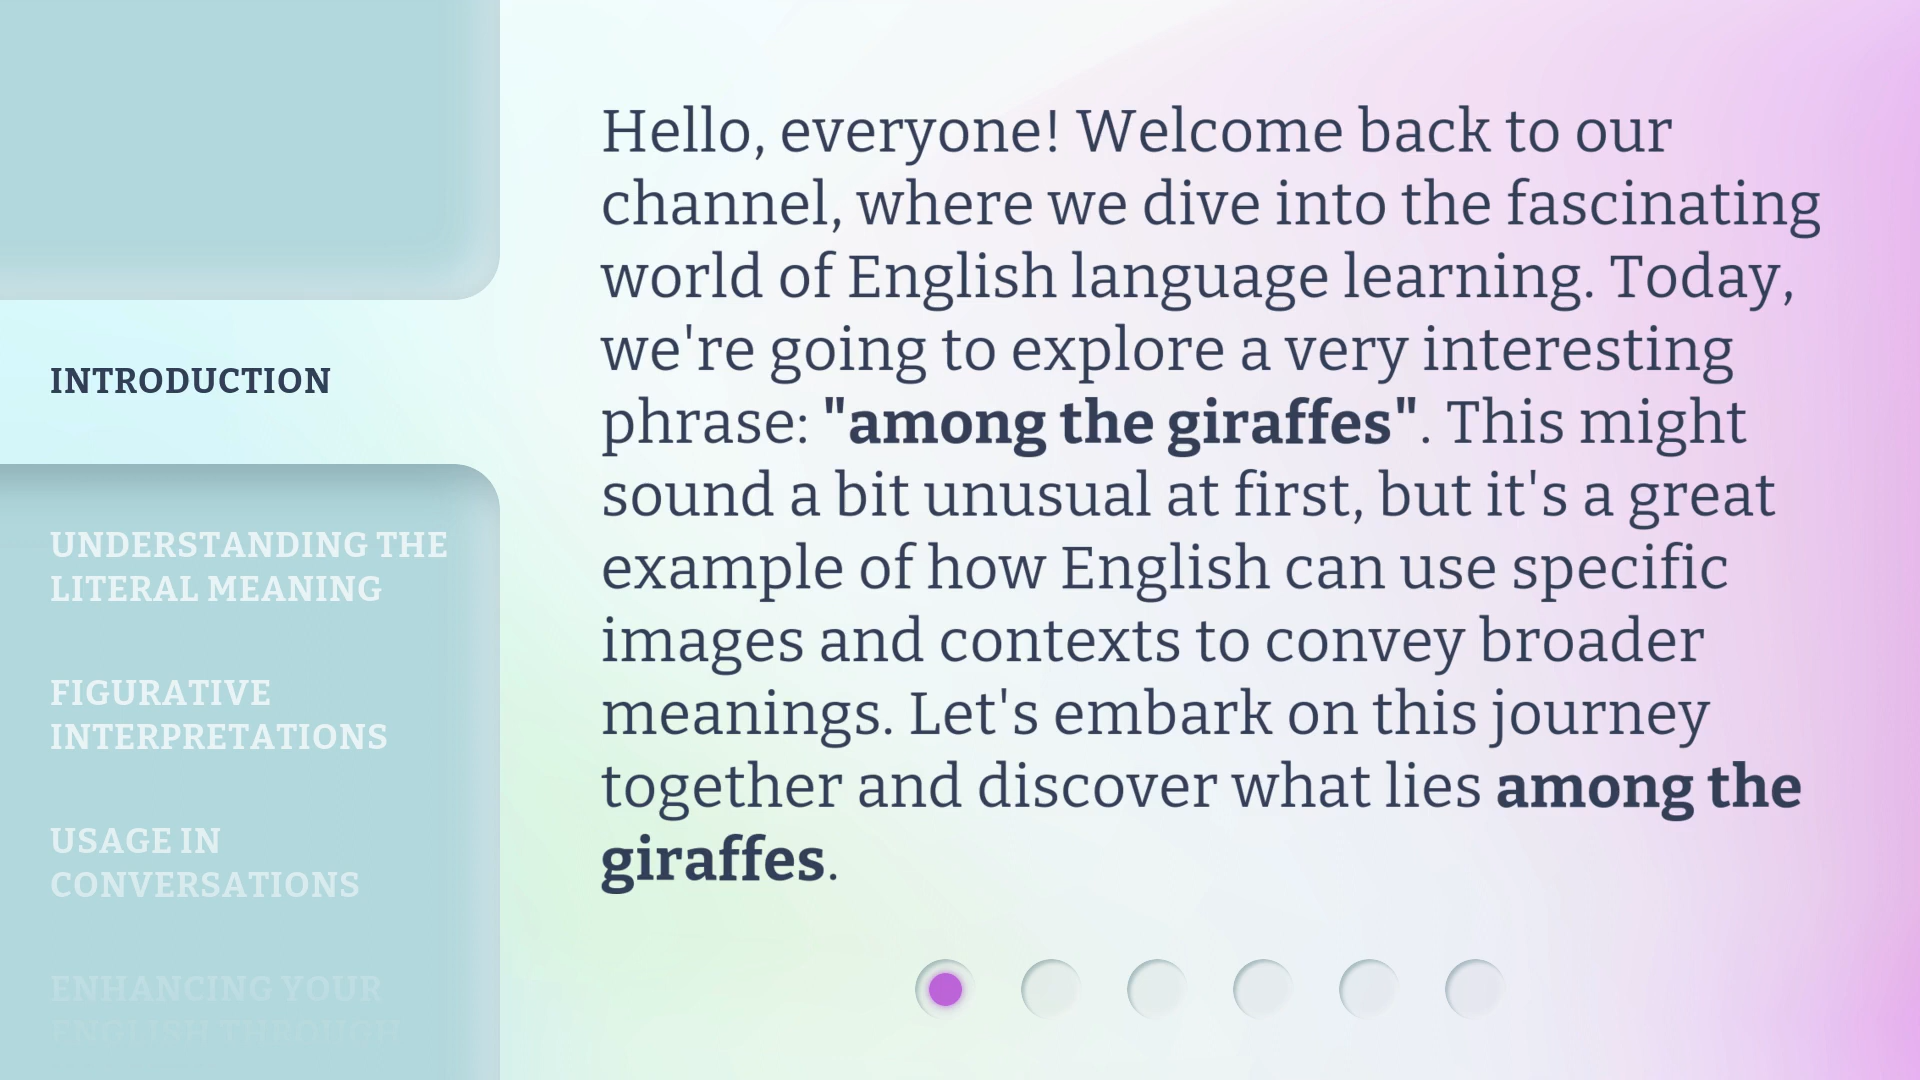 INTRODUCTION
UNDERSTANDING THE
LITERAL MEANING
FIGURATIVE
INTERPRETATIONS
USAGE IN
CONVERSATIONS
ENHANCING YOUR
ENGLISH THROUGH
Hello, everyone! Welcome back to our
channel, where we dive into the fascinating
world of English language learning. Today,
we're going to explore a very interesting
phrase: "among the giraffes". This might
sound a bit unusual at first, but it's a great
example of how English can use specific
images and contexts to convey broader
meanings. Let's embark on this journey
together and discover what lies among the
giraffes.